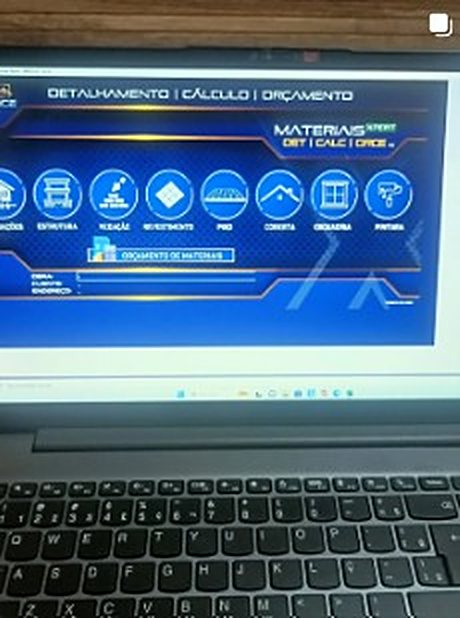 DETALHAMENTO | CÁLCULO | ORÇAMENTO
MATERIAIS XPERT
DET | CALC | ORCE
ESTRUTURA
VEDAÇÃO
REVESTIMENTO
PISO
COBERTA
ESQUADRIA
PINTURA
ORÇAMENTO DE MATERIAIS
OBRA:
CLIENTE:
ENDEREÇO:
Q W E R T Y U I O P
A S D F G H J K L Ç
Z X C V B N M